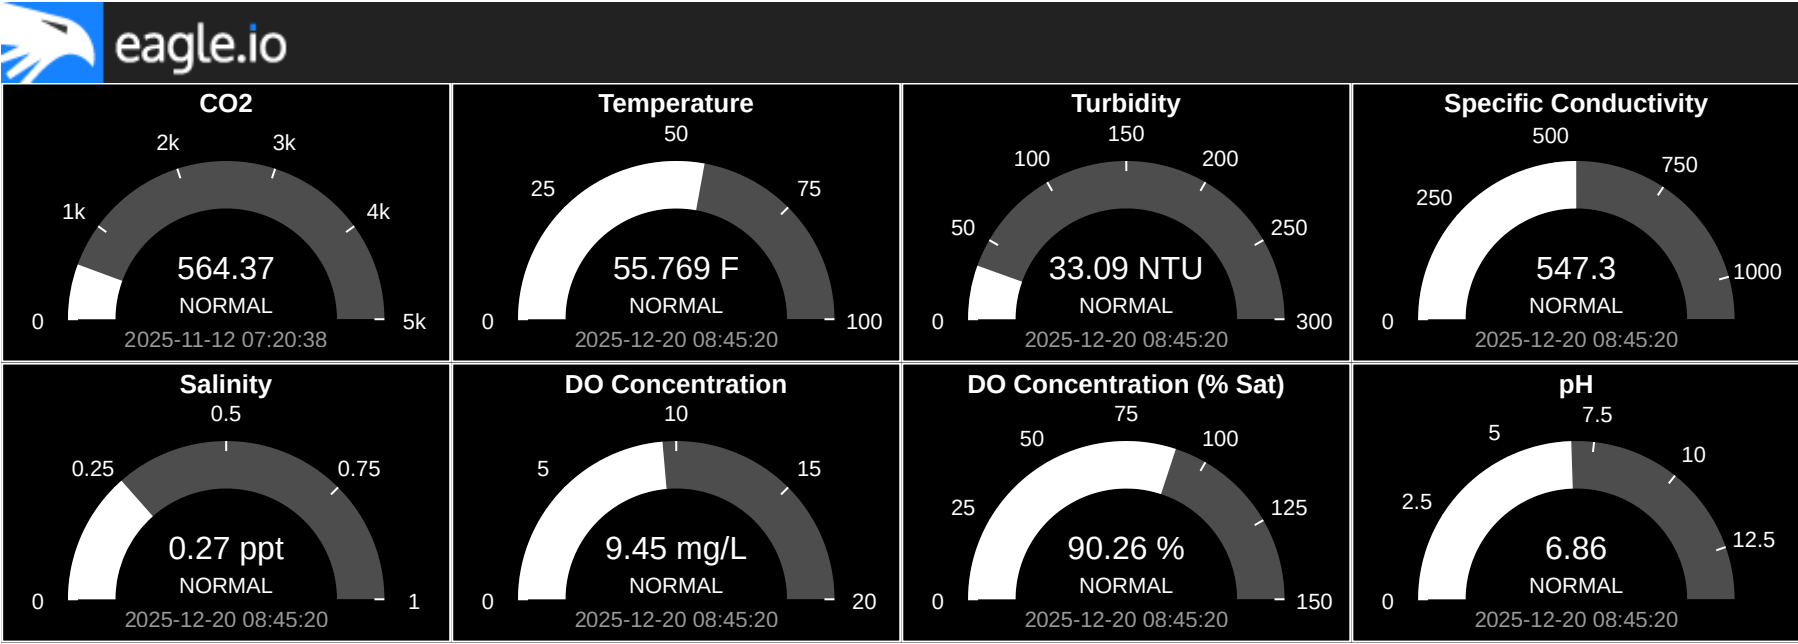 eagle.io
CO2
0
1k
2k
3k
4k
5k
564.37
NORMAL
2025-11-12 07:20:38
Temperature
0
25
50
75
100
55.769 F
NORMAL
2025-12-20 08:45:20
Turbidity
0
50
100
150
200
250
300
33.09 NTU
NORMAL
2025-12-20 08:45:20
Specific Conductivity
0
250
500
750
1000
547.3
NORMAL
2025-12-20 08:45:20
Salinity
0
0.25
0.5
0.75
1
0.27 ppt
NORMAL
2025-12-20 08:45:20
DO Concentration
0
5
10
15
20
9.45 mg/L
NORMAL
2025-12-20 08:45:20
DO Concentration (% Sat)
0
25
50
75
100
125
150
90.26 %
NORMAL
2025-12-20 08:45:20
pH
0
2.5
5
7.5
10
12.5
6.86
NORMAL
2025-12-20 08:45:20